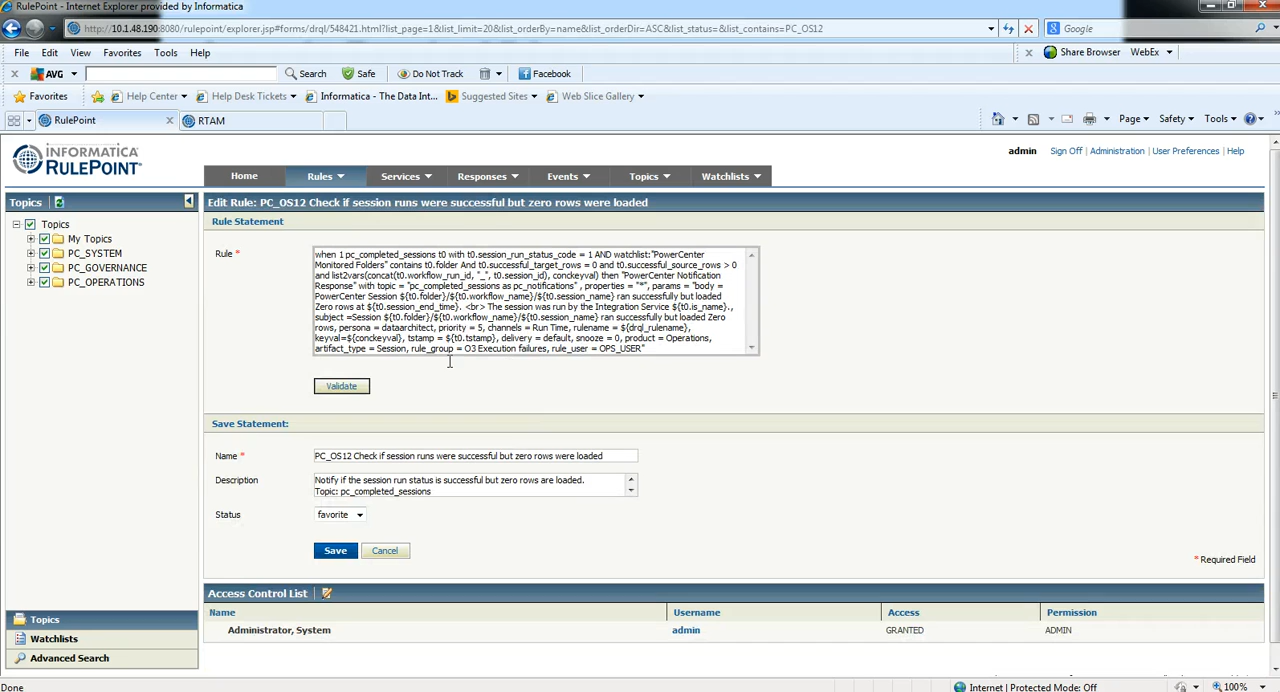 RulePoint - Internet Explorer provided by Informatica
http://10.1.48.190:8080/rulepoint/explorer.jsp#forms/drql/548421.html?list_page=1&list_limit=20&list_orderBy=name&list_orderDir=ASC&list_status=&list_contains=PC_OS12
Google
File Edit View Favorites Tools Help
Share Browser WebEx
AVG Search Safe Do Not Track Facebook
Favorites Help Center Help Desk Tickets Informatica - The Data Int... Suggested Sites Web Slice Gallery
RulePoint RTAM
Page Safety Tools
INFORMATICA
RULEPOINT
admin Sign Off | Administration | User Preferences | Help
Home Rules Services Responses Events Topics Watchlists
Topics
Topics
My Topics
PC_SYSTEM
PC_GOVERNANCE
PC_OPERATIONS
Edit Rule: PC_OS12 Check if session runs were successful but zero rows were loaded
Rule Statement
Rule *
when 1 pc_completed_sessions t0 with t0.session_run_status_code = 1 AND watchlist:"PowerCenter
Monitored Folders" contains t0.folder And t0.successful_target_rows = 0 and t0.successful_source_rows > 0
and list2vars(concat(t0.workflow_run_id, "_", t0.session_id), conckeyval) then "PowerCenter Notification
Response" with topic = "pc_completed_sessions as pc_notifications" , properties = "*", params = "body =
PowerCenter Session ${t0.folder}/${t0.workflow_name}/${t0.session_name} ran successfully but loaded
Zero rows at ${t0.session_end_time}. <br> The session was run by the Integration Service ${t0.is_name}.,
subject =Session ${t0.folder}/${t0.workflow_name}/${t0.session_name} ran successfully but loaded Zero
rows, persona = dataarchitect, priority = 5, channels = Run Time, rulename = ${drql_rulename},
keyval=${conckeyval}, tstamp = ${t0.tstamp}, delivery = default, snooze = 0, product = Operations,
artifact_type = Session, rule_group = O3 Execution failures, rule_user = OPS_USER"
Validate
Save Statement:
Name * PC_OS12 Check if session runs were successful but zero rows were loaded
Description
Notify if the session run status is successful but zero rows are loaded.
Topic: pc_completed_sessions
Status favorite
Save Cancel
* Required Field
Access Control List
Name Username Access Permission
Administrator, System admin GRANTED ADMIN
Topics
Watchlists
Advanced Search
Done
Internet | Protected Mode: Off
100%